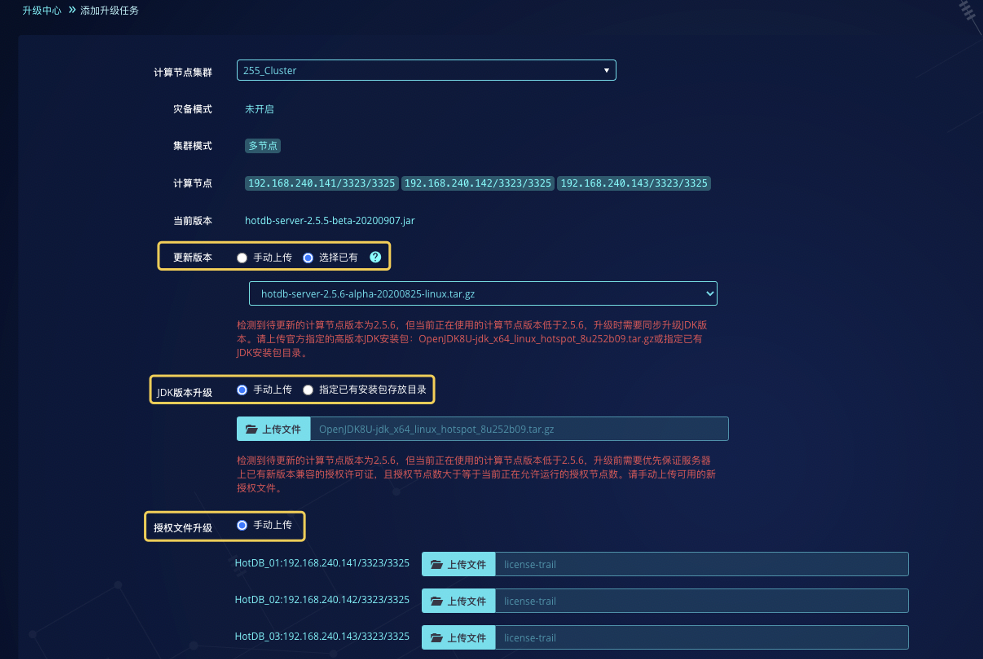 升级中心 » 添加升级任务
计算节点集群 255_Cluster
灾备模式 未开启
集群模式 多节点
计算节点 192.168.240.141/3323/3325 192.168.240.142/3323/3325 192.168.240.143/3323/3325
当前版本 hotdb-server-2.5.5-beta-20200907.jar
更新版本 手动上传 选择已有 ?
hotdb-server-2.5.6-alpha-20200825-linux.tar.gz
检测到待更新的计算节点版本为2.5.6，但当前正在使用的计算节点版本低于2.5.6，升级时需要同步升级JDK版
本。请上传官方指定的高版本JDK安装包：OpenJDK8U-jdk_x64_linux_hotspot_8u252b09.tar.gz或指定已有
JDK安装包目录。
JDK版本升级 手动上传 指定已有安装包存放目录
上传文件 OpenJDK8U-jdk_x64_linux_hotspot_8u252b09.tar.gz
检测到待更新的计算节点版本为2.5.6，但当前正在使用的计算节点版本低于2.5.6，升级前需要优先保证服务器
上已有新版本兼容的授权许可证，且授权节点数大于等于当前正在允许运行的授权节点数。请手动上传可用的新
授权文件。
授权文件升级 手动上传
HotDB_01:192.168.240.141/3323/3325 上传文件 license-trail
HotDB_02:192.168.240.142/3323/3325 上传文件 license-trail
HotDB_03:192.168.240.143/3323/3325 上传文件 license-trail